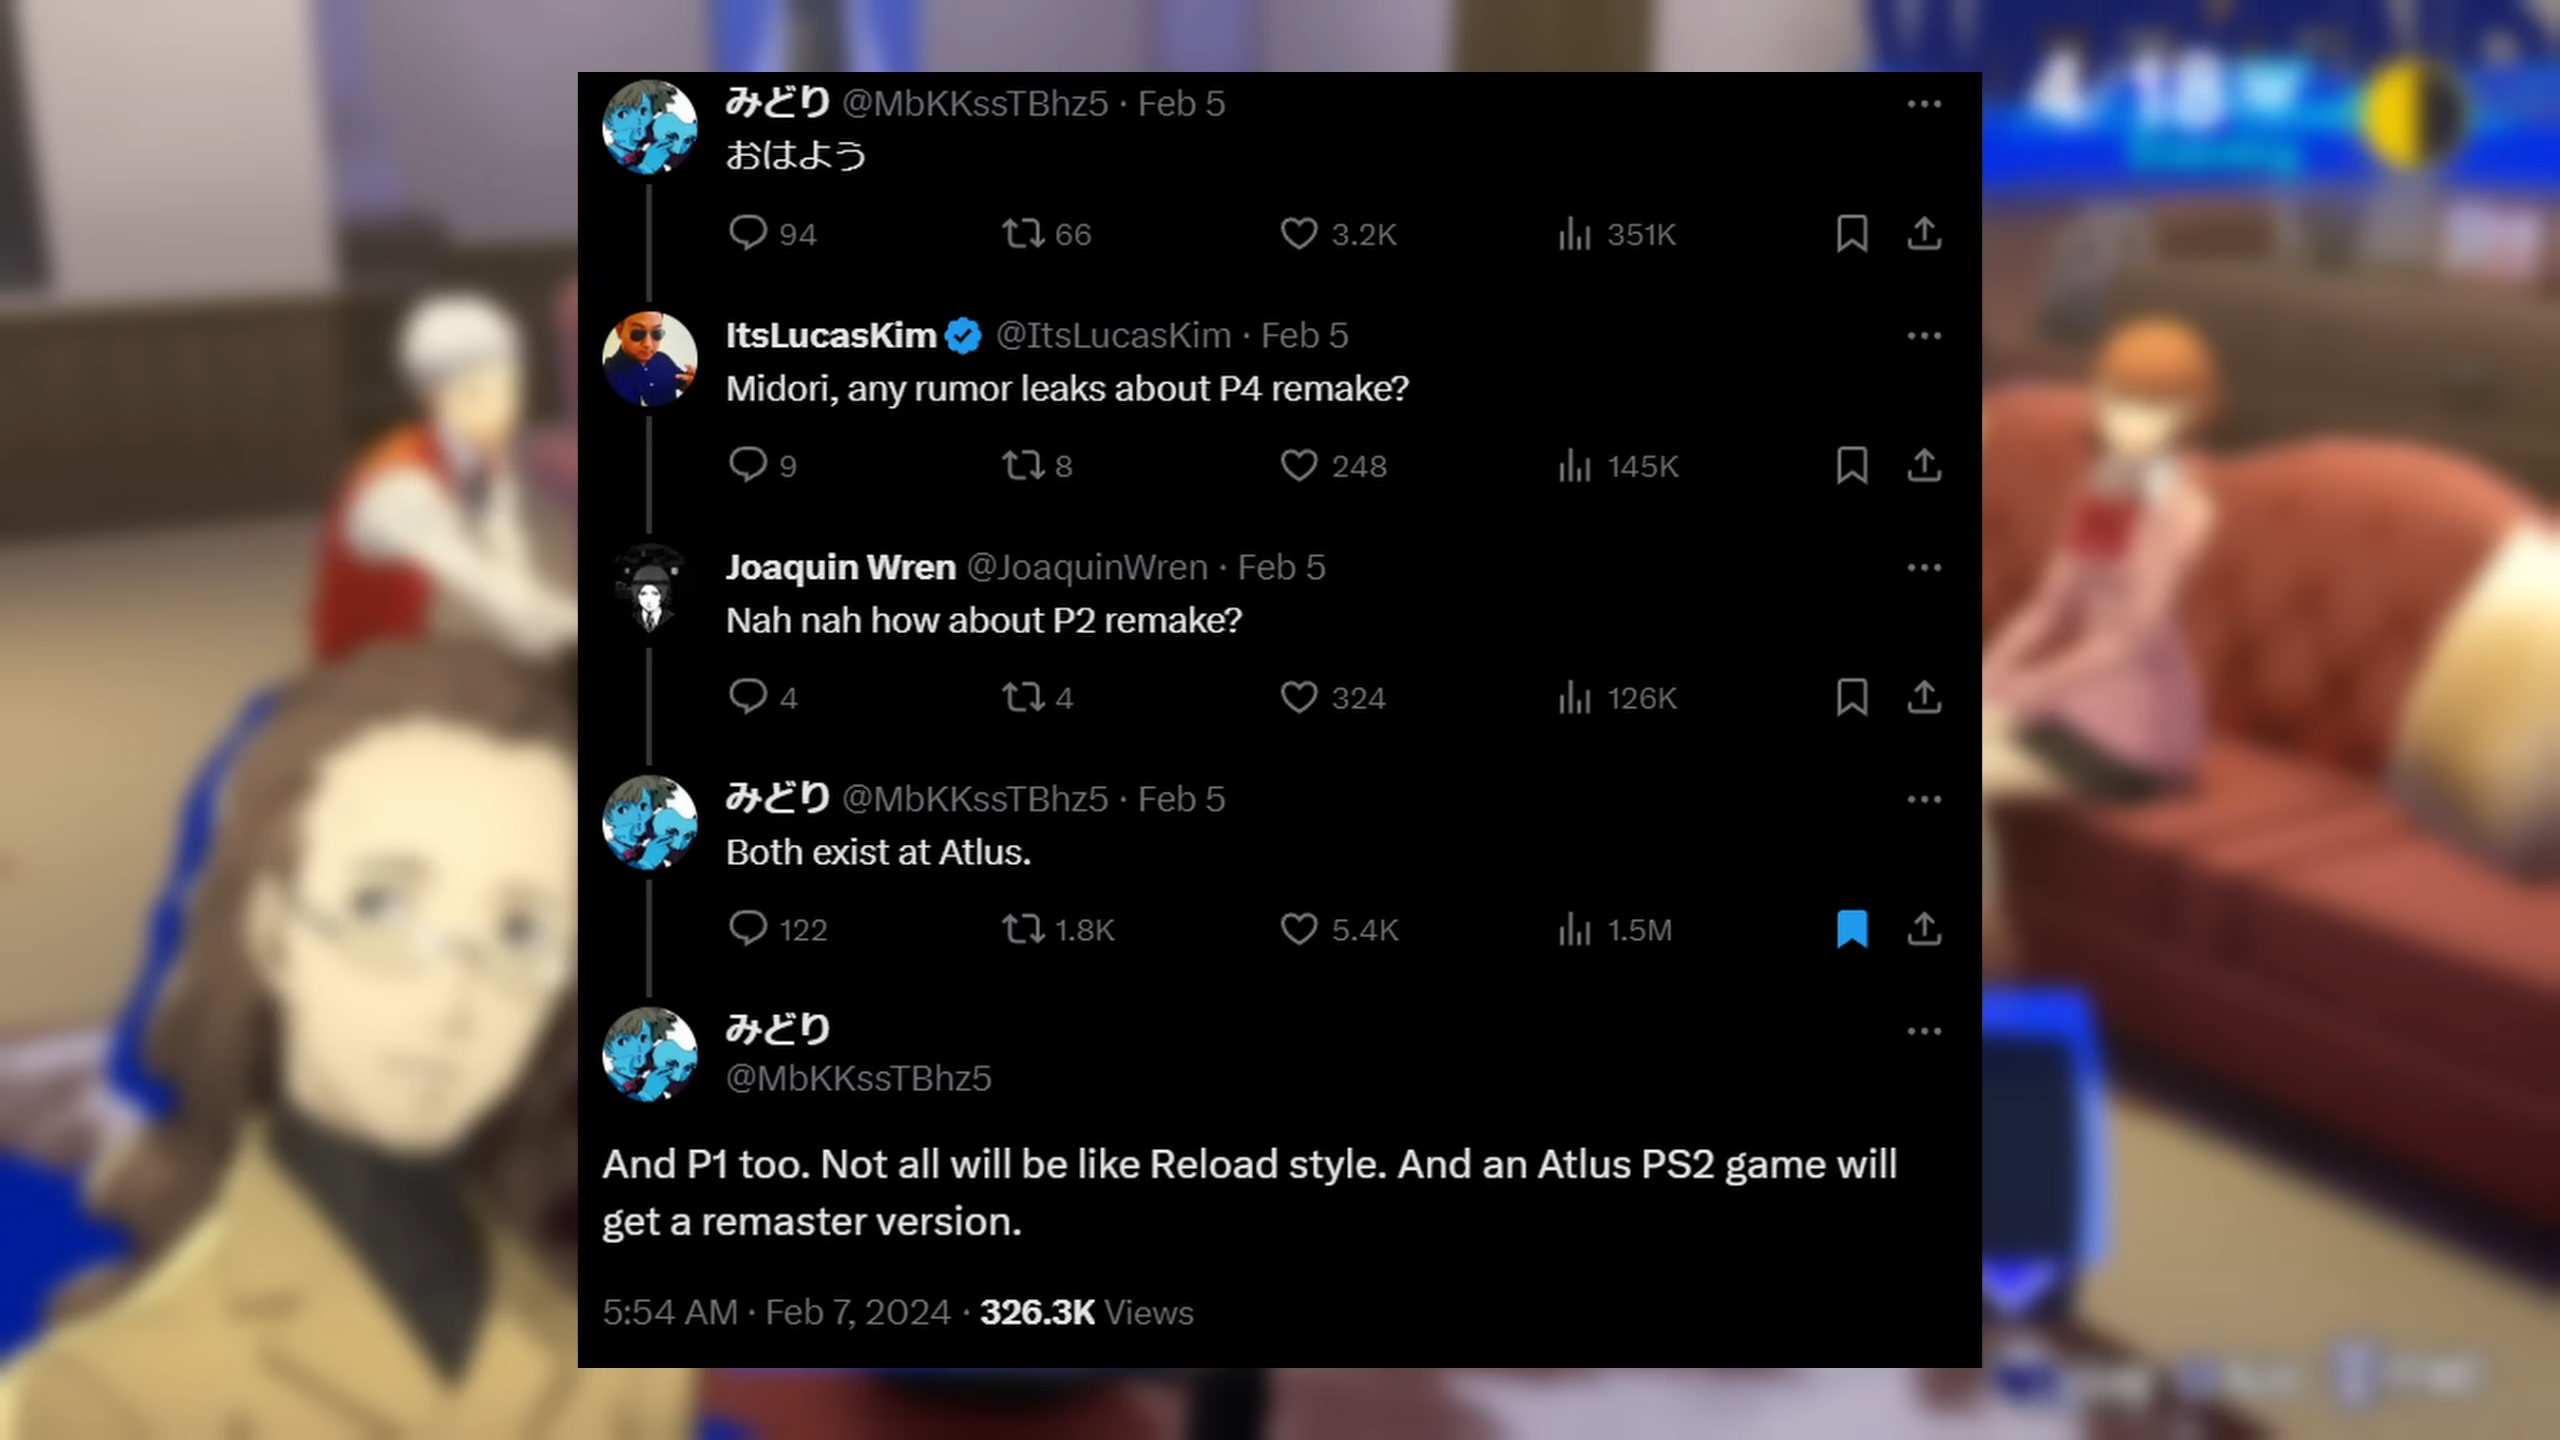 みどり @MbKKssTBhz5 · Feb 5
おはよう
94 66 3.2K 351K
ItsLucasKim @ItsLucasKim · Feb 5
Midori, any rumor leaks about P4 remake?
9 8 248 145K
Joaquin Wren @JoaquinWren · Feb 5
Nah nah how about P2 remake?
4 4 324 126K
みどり @MbKKssTBhz5 · Feb 5
Both exist at Atlus.
122 1.8K 5.4K 1.5M
みどり
@MbKKssTBhz5
And P1 too. Not all will be like Reload style. And an Atlus PS2 game will
get a remaster version.
5:54 AM · Feb 7, 2024 · 326.3K Views